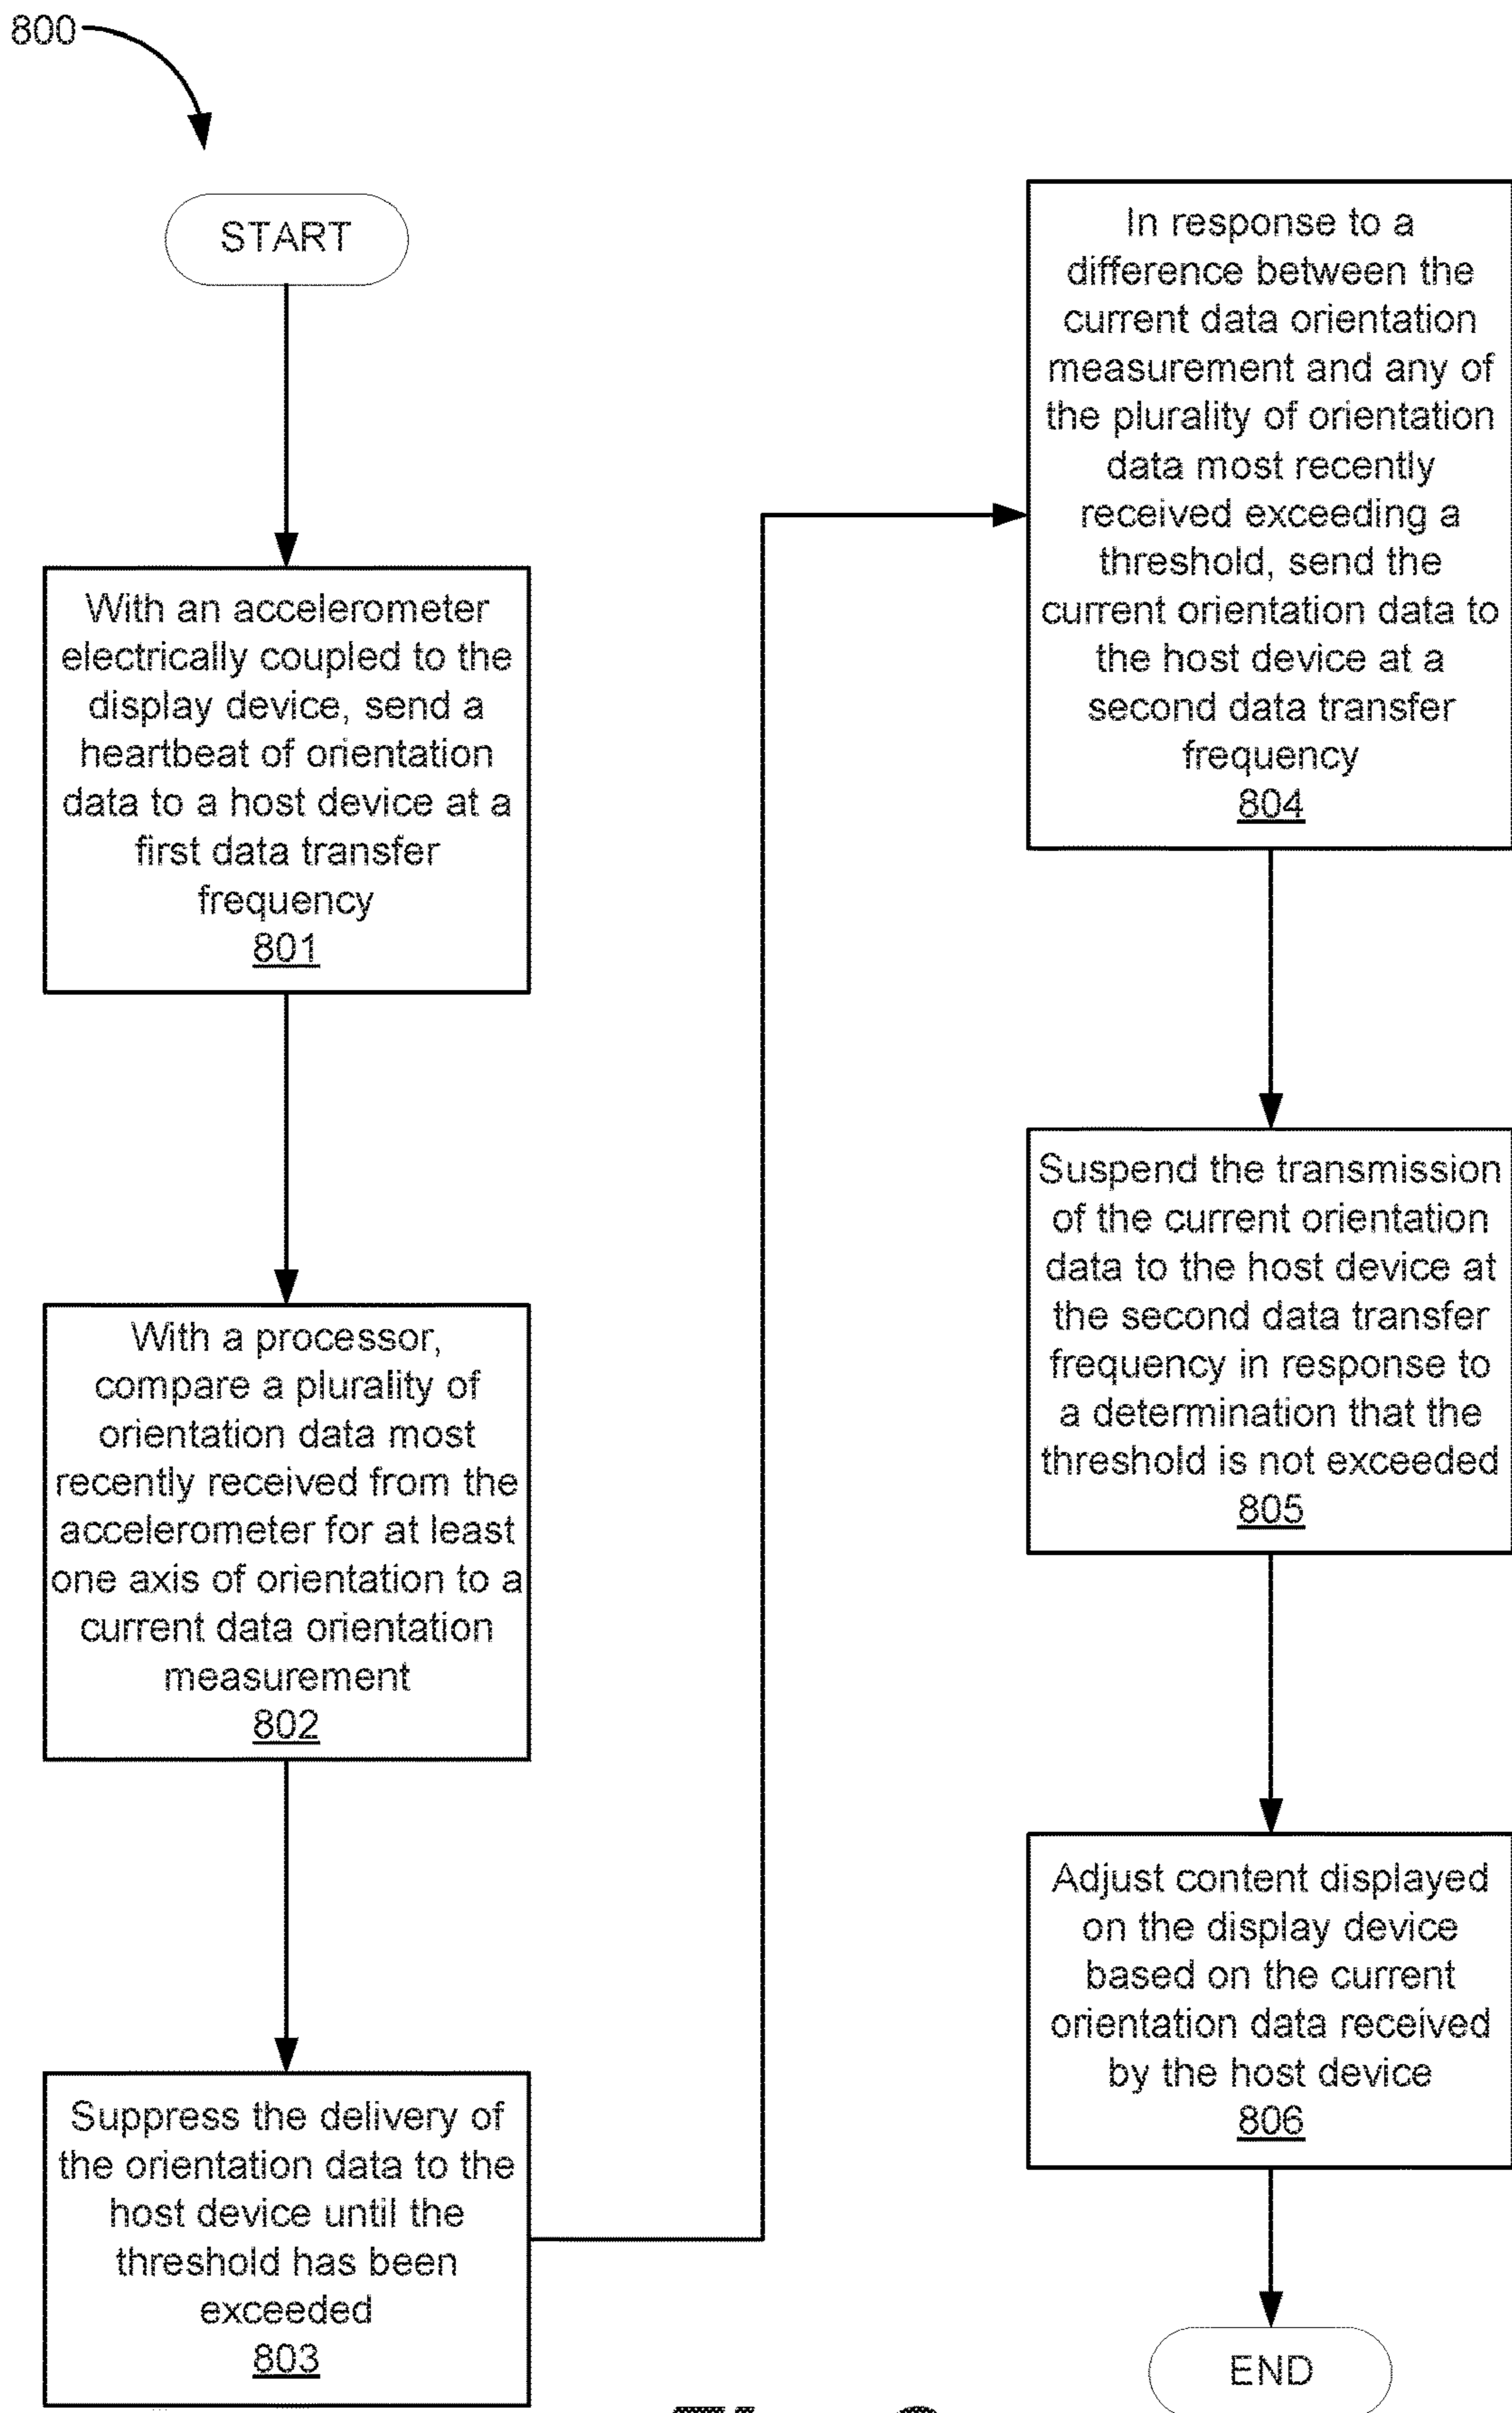 800
START
With an accelerometer
electrically coupled to the
display device, send a
heartbeat of orientation
data to a host device at a
first data transfer
frequency
801
With a processor,
compare a plurality of
orientation data most
recently received from the
accelerometer for at least
one axis of orientation to a
current data orientation
measurement
802
Suppress the delivery of
the orientation data to the
host device until the
threshold has been
exceeded
803
In response to a
difference between the
current data orientation
measurement and any of
the plurality of orientation
data most recently
received exceeding a
threshold, send the
current orientation data to
the host device at a
second data transfer
frequency
804
Suspend the transmission
of the current orientation
data to the host device at
the second data transfer
frequency in response to
a determination that the
threshold is not exceeded
805
Adjust content displayed
on the display device
based on the current
orientation data received
by the host device
806
END